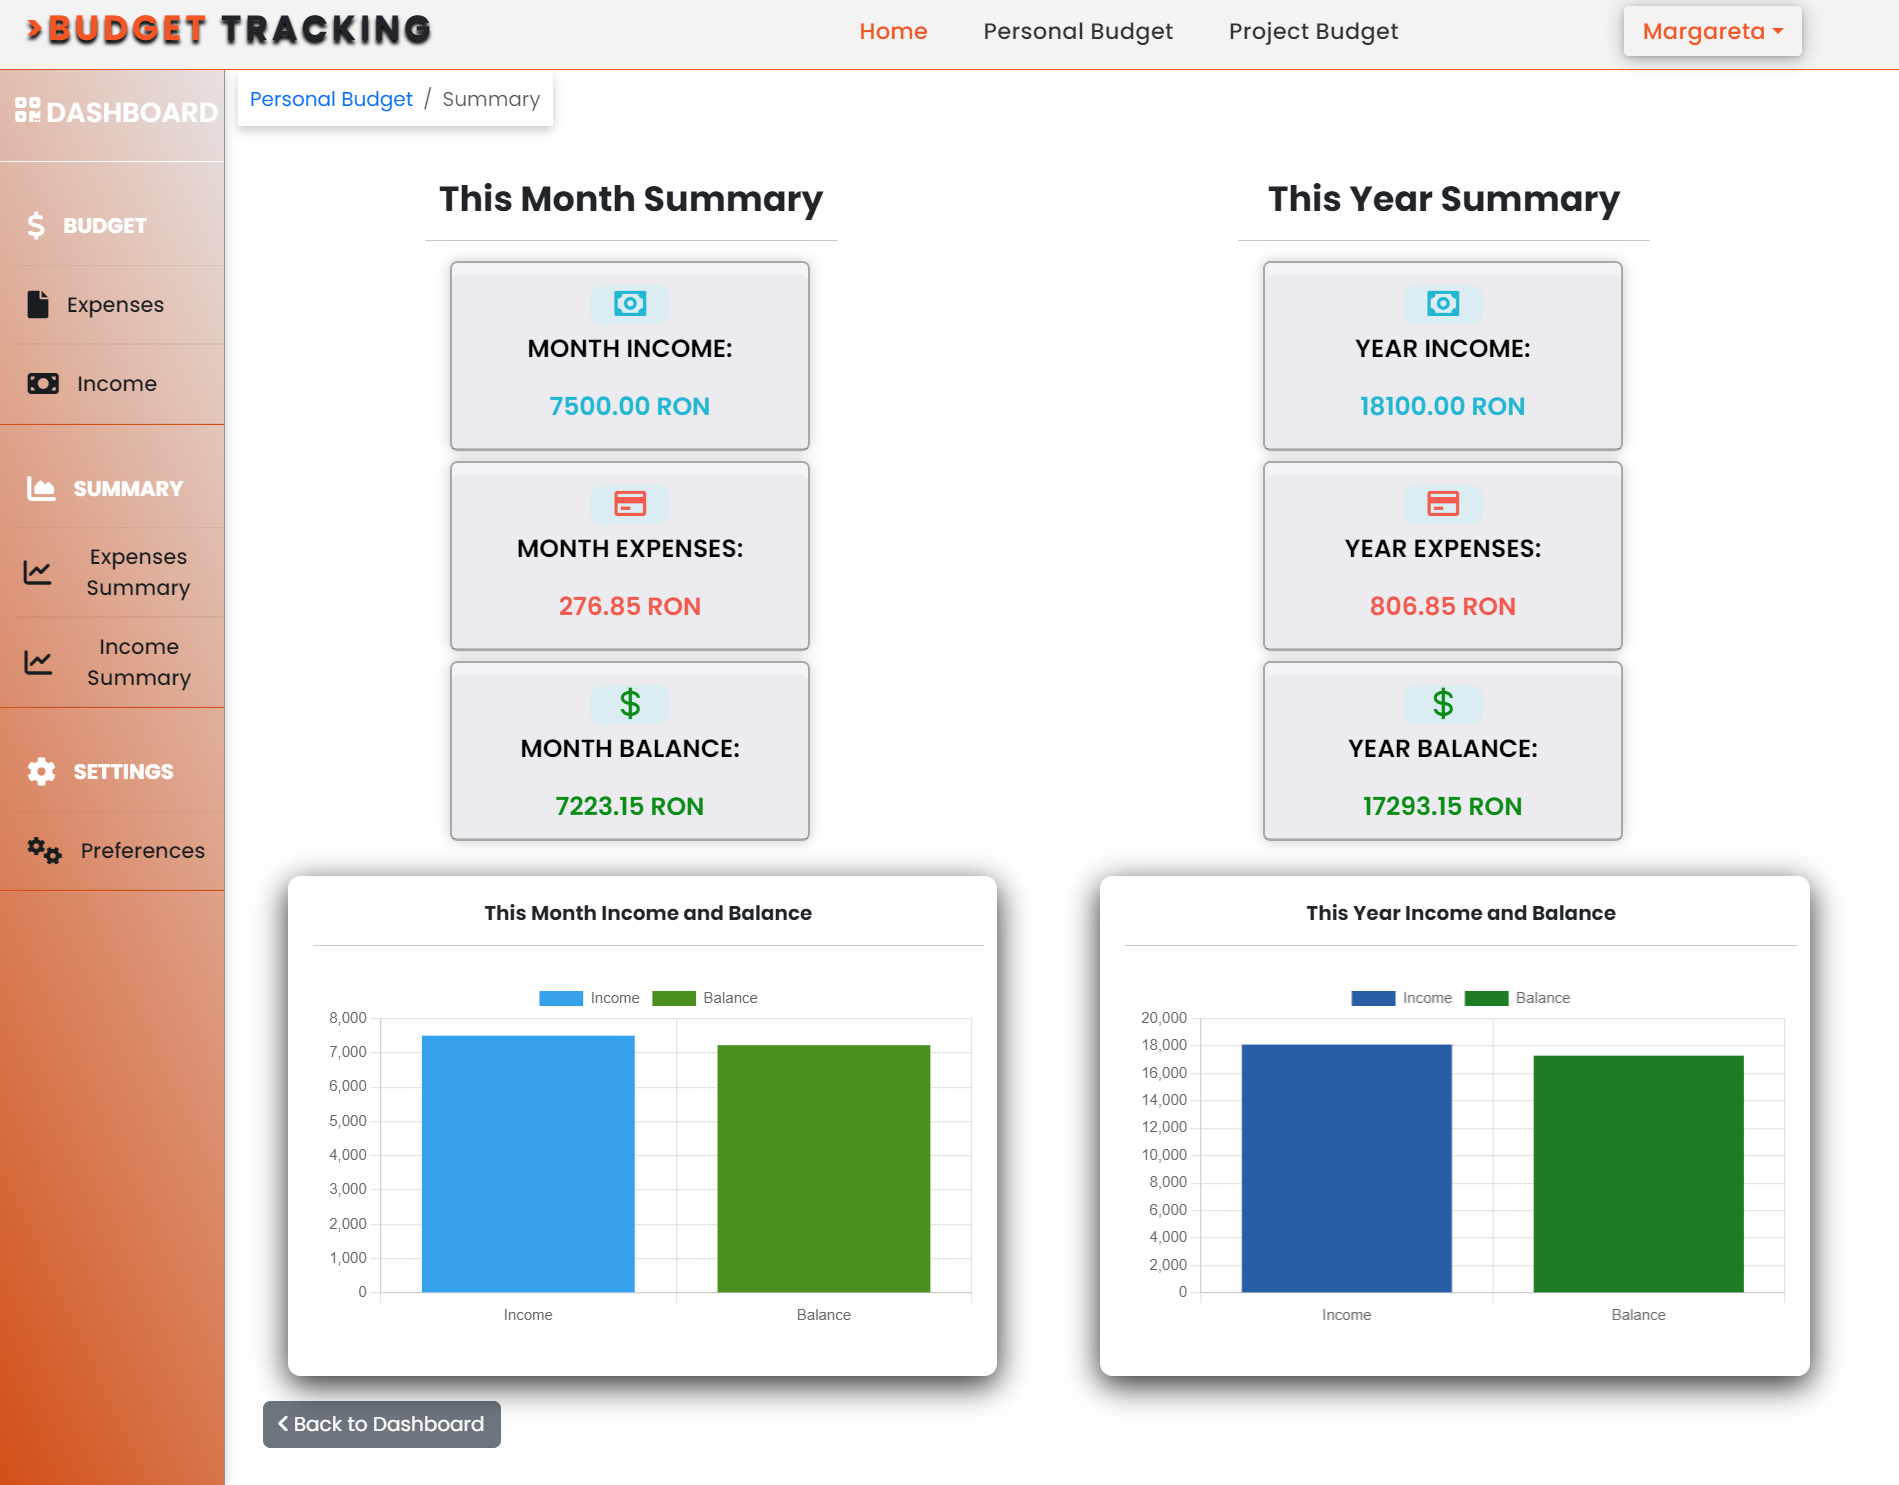 BUDGET TRACKING
Home
Personal Budget
Project Budget
Margareta
DASHBOARD
BUDGET
Expenses
Income
SUMMARY
Expenses
Summary
Income
Summary
SETTINGS
Preferences
Personal Budget / Summary
This Month Summary
MONTH INCOME:
7500.00 RON
MONTH EXPENSES:
276.85 RON
MONTH BALANCE:
7223.15 RON
This Year Summary
YEAR INCOME:
18100.00 RON
YEAR EXPENSES:
806.85 RON
YEAR BALANCE:
17293.15 RON
This Month Income and Balance
Income Balance
8,000
7,000
6,000
5,000
4,000
3,000
2,000
1,000
0
Income Balance
This Year Income and Balance
Income Balance
20,000
18,000
16,000
14,000
12,000
10,000
8,000
6,000
4,000
2,000
0
Income Balance
Back to Dashboard